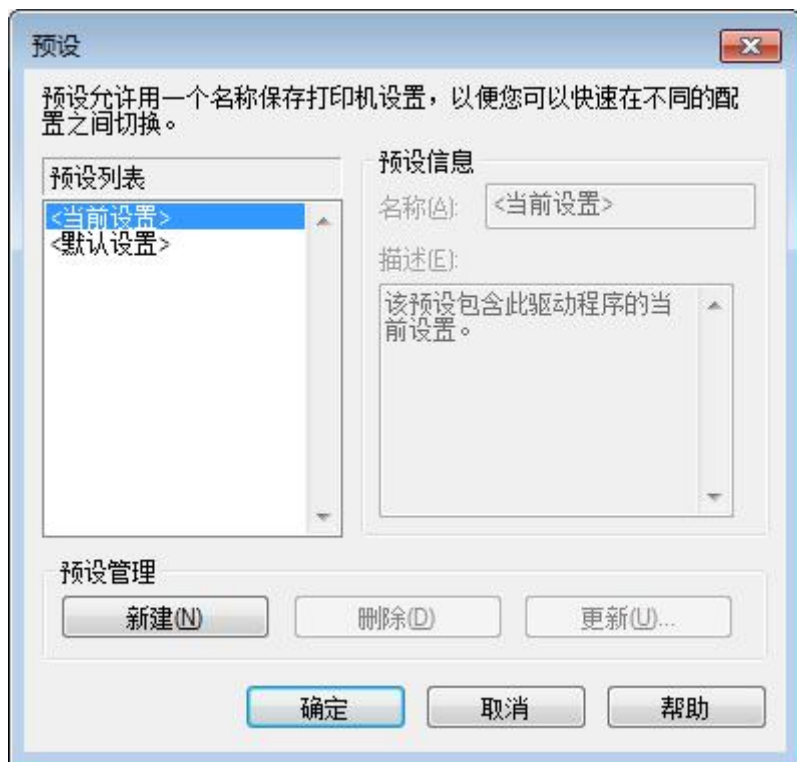 预设
预设允许用一个名称保存打印机设置，以便您可以快速在不同的配
置之间切换。
预设列表
<当前设置>
<默认设置>
预设信息
名称(A):
<当前设置>
描述(E):
该预设包含此驱动程序的当
前设置。
预设管理
新建(N)
删除(D)
更新(U)...
确定
取消
帮助